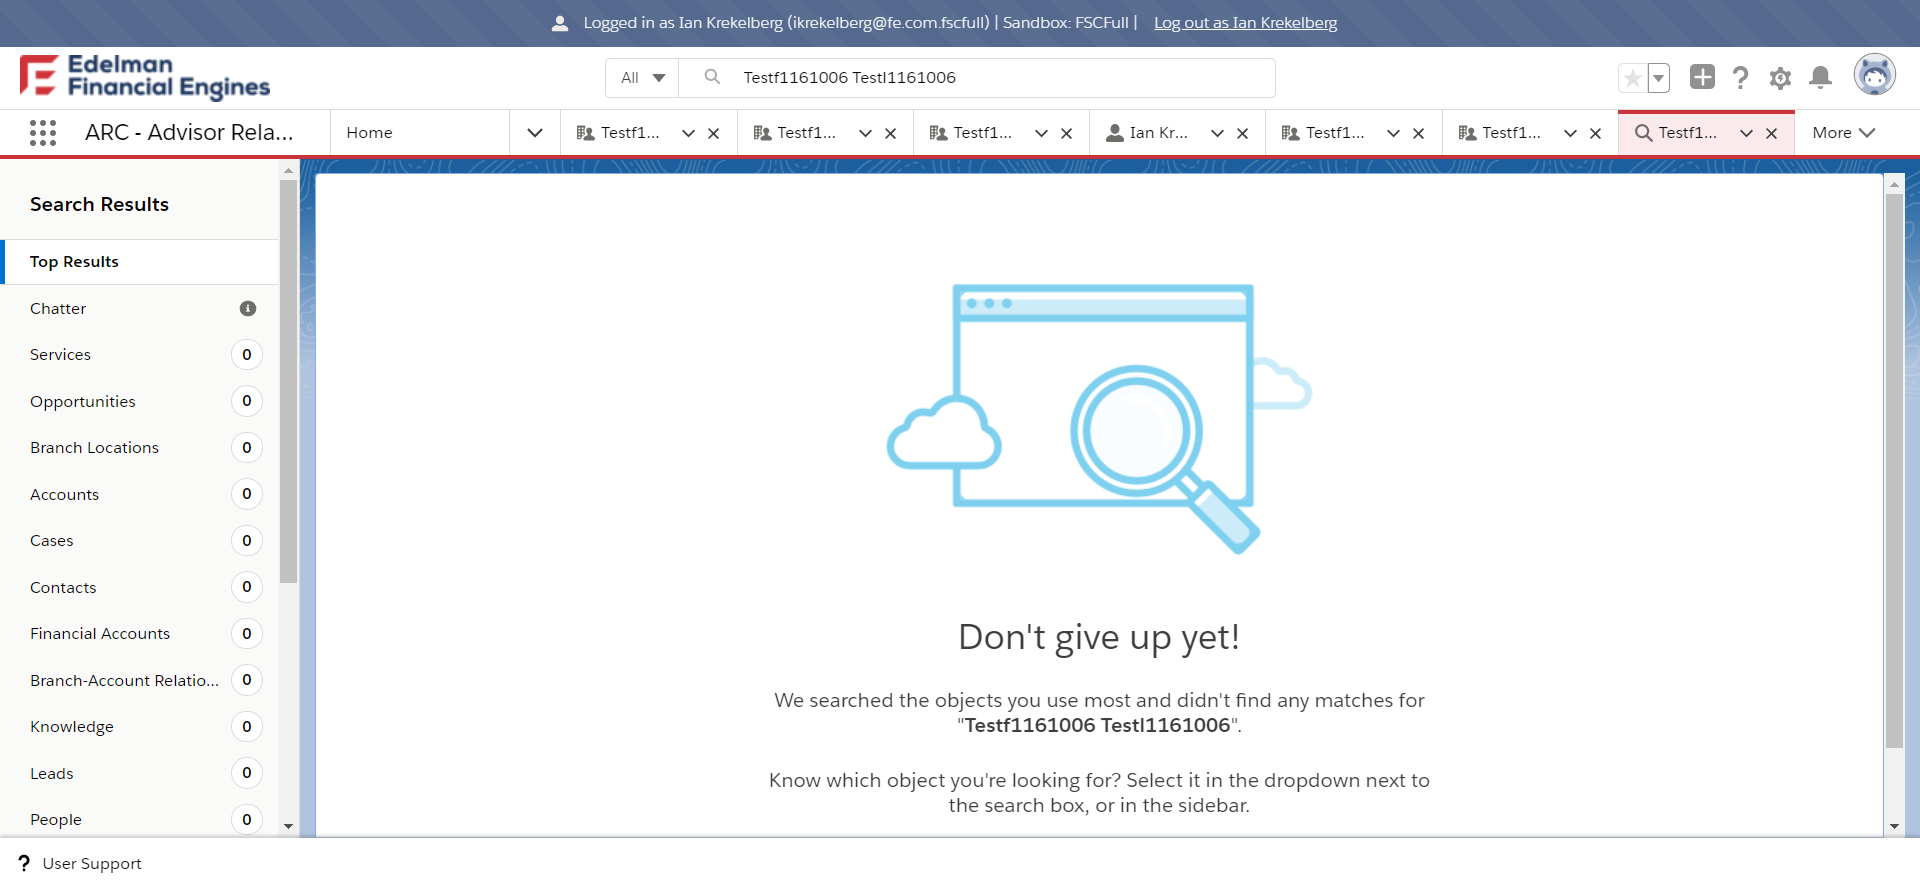 Logged in as Ian Krekelberg (ikrekelberg@fe.com.fscfull) | Sandbox: FSCFull | Log out as Ian Krekelberg
Edelman
Financial Engines
All
Testf1161006 Testl1161006
ARC - Advisor Rela...
Home
Testf1...
Testf1...
Testf1...
Ian Kr...
Testf1...
Testf1...
Testf1...
More
Search Results
Top Results
Chatter
Services 0
Opportunities 0
Branch Locations 0
Accounts 0
Cases 0
Contacts 0
Financial Accounts 0
Branch-Account Relatio... 0
Knowledge 0
Leads 0
People 0
Don't give up yet!
We searched the objects you use most and didn't find any matches for
"Testf1161006 Testl1161006".
Know which object you're looking for? Select it in the dropdown next to
the search box, or in the sidebar.
? User Support